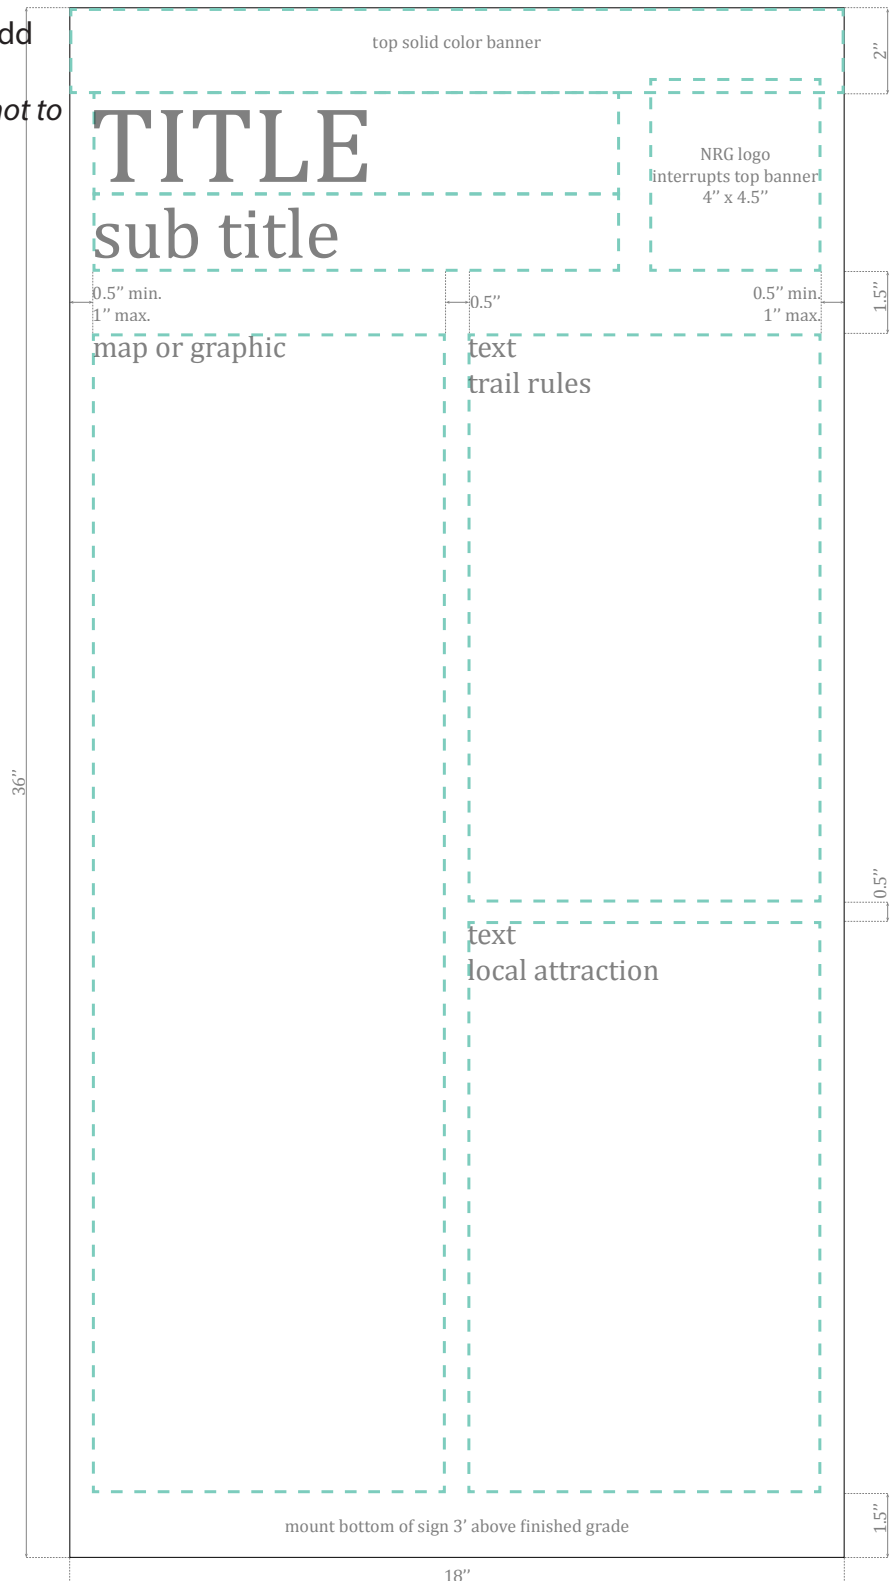 dd
not to
top solid color banner
2’’
TITLE
sub title
NRG logo
interrupts top banner
4’’ x 4.5’’
0.5’’ min.
1’’ max.
0.5’’
0.5’’ min.
1’’ max.
1.5’’
map or graphic
text
trail rules
36’’
0.5’’
text
local attraction
mount bottom of sign 3’ above finished grade
1.5’’
18’’